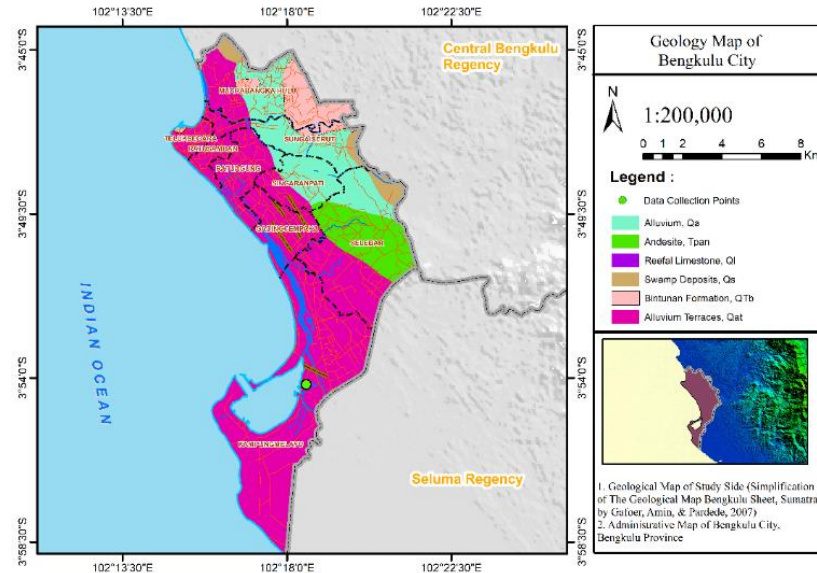 102°13'30"E 102°18'0"E 102°22'30"E
3°45'0"S
3°49'30"S
3°54'0"S
3°58'30"S
Central Bengkulu
Regency
SUNGAI SERUT
SINGARANPATI
SELEBAR
KAMPUNGMELAYU
INDIAN OCEAN
Seluma Regency
3°45'0"S
3°49'30"S
3°54'0"S
3°58'30"S
102°13'30"E 102°18'0"E 102°22'30"E
Geology Map of
Bengkulu City
N
1:200,000
0 2 4 6 8
Km
Legend :
Data Collection Points
Alluvium, Qa
Andesite, Tpan
Reefal Limestone, Ql
Swamp Deposits, Qs
Bintunan Formation, QTb
Alluvium Terraces, Qat
1. Geological Map of Study Side (Simplification
of The Geological Map Bengkulu Sheet, Sumatra
by Gafoer, Amin, & Pardede, 2007)
2. Adminisrative Map of Bengkulu City,
Bengkulu Province